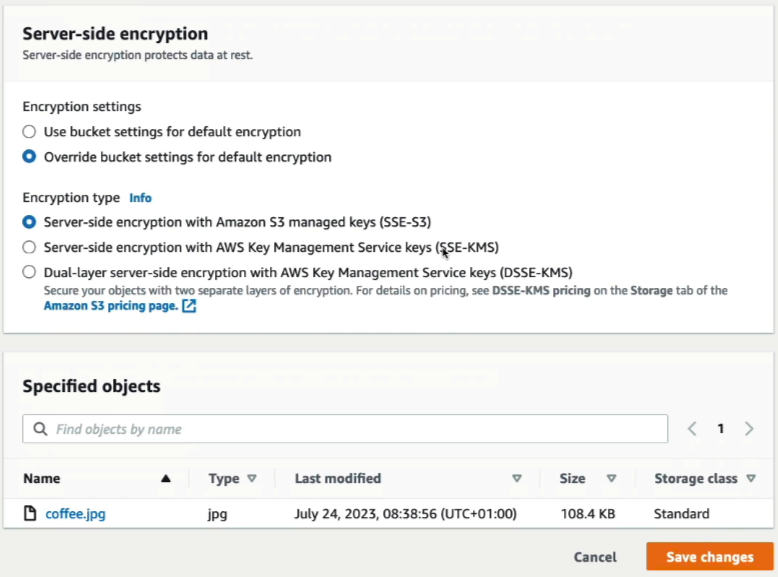 Server-side encryption
Server-side encryption protects data at rest.
Encryption settings
Use bucket settings for default encryption
Override bucket settings for default encryption
Encryption type Info
Server-side encryption with Amazon S3 managed keys (SSE-S3)
Server-side encryption with AWS Key Management Service keys (SSE-KMS)
Dual-layer server-side encryption with AWS Key Management Service keys (DSSE-KMS)
Secure your objects with two separate layers of encryption. For details on pricing, see DSSE-KMS pricing on the Storage tab of the
Amazon S3 pricing page.
Specified objects
Find objects by name
1
Name Type Last modified Size Storage class
coffee.jpg jpg July 24, 2023, 08:38:56 (UTC+01:00) 108.4 KB Standard
Cancel Save changes